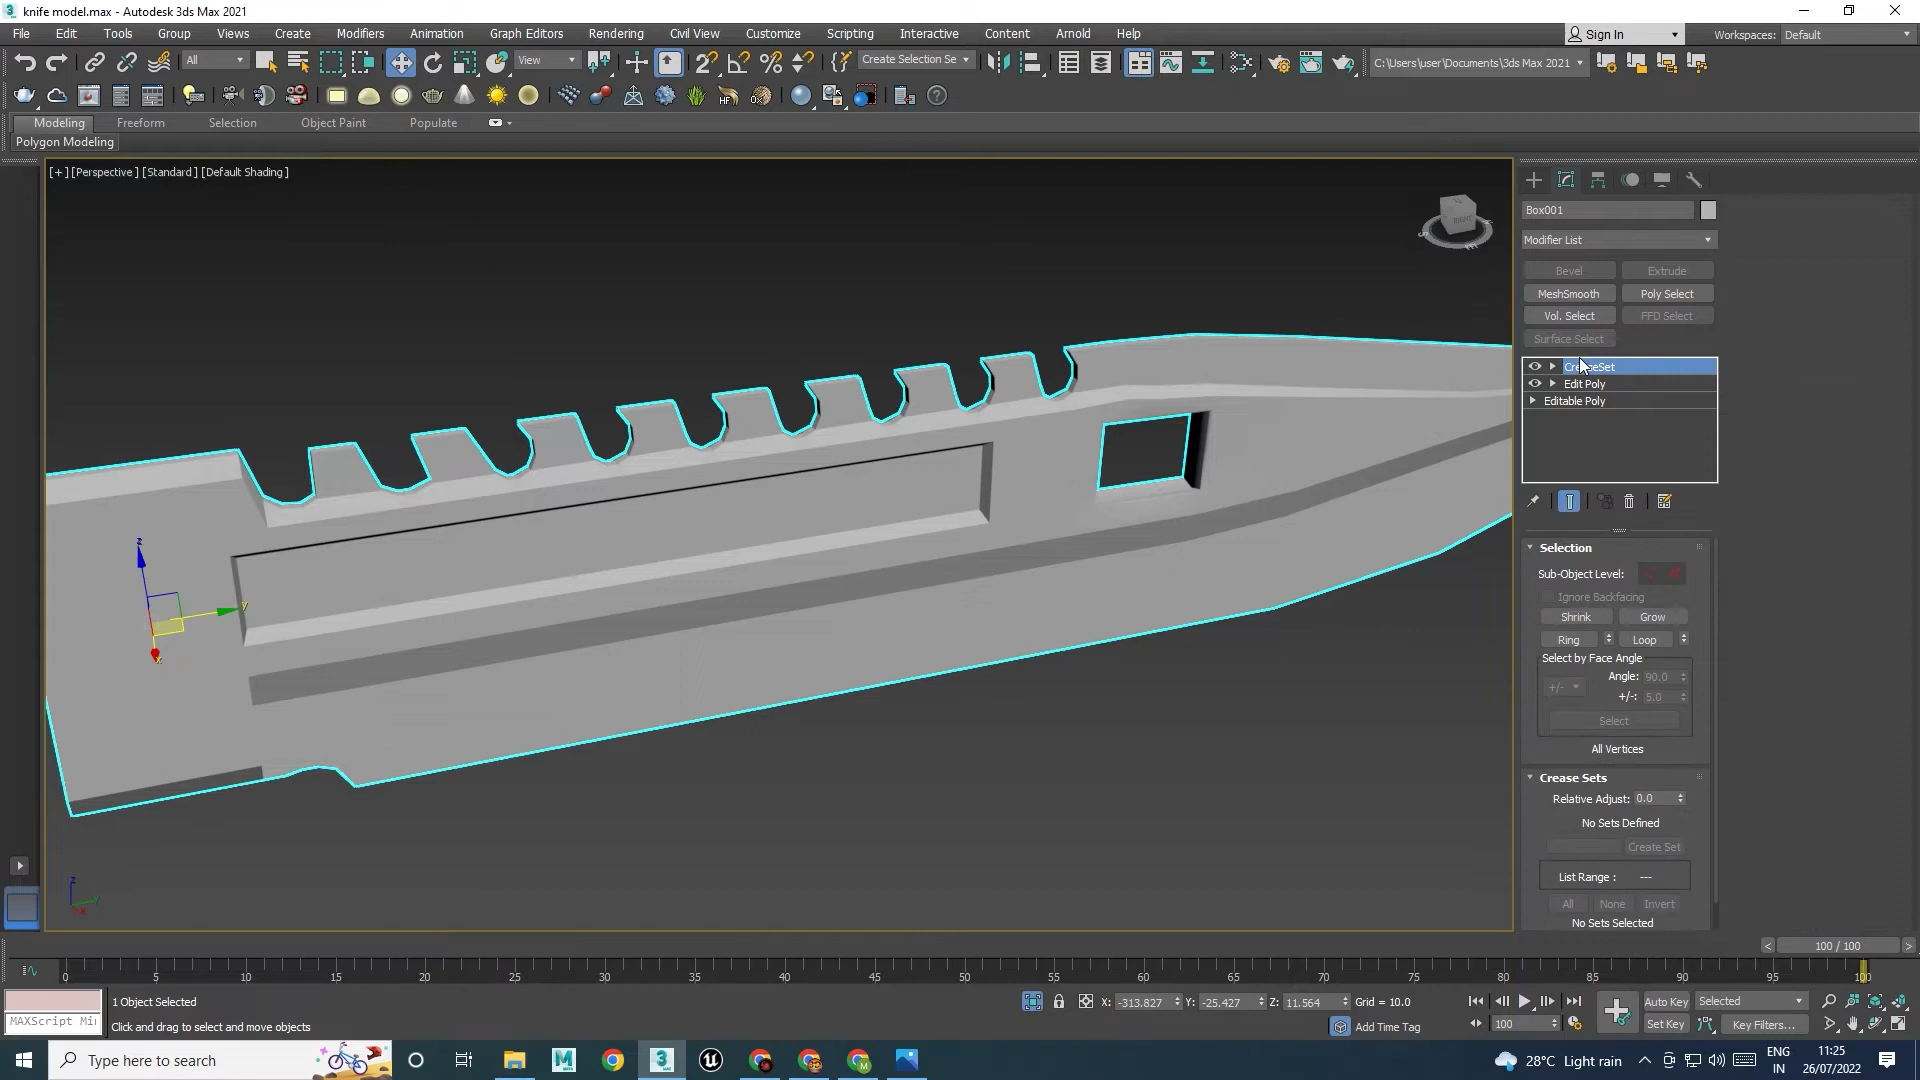 knife model.max - Autodesk 3ds Max 2021
File Edit Tools Group Views Create Modifiers Animation Graph Editors Rendering Civil View Customize Scripting Interactive Content Arnold Help
Sign In
Workspaces: Default
All
View
Create Selection Se
C:\Users\user\Documents\3ds Max 2021
Modeling Freeform Selection Object Paint Populate
Polygon Modeling
[+] [Perspective ] [Standard ] [Default Shading ]
Box001
Modifier List
Bevel Extrude
MeshSmooth Poly Select
Vol. Select FFD Select
Surface Select
Edit Poly
Editable Poly
Selection
Sub-Object Level:
Ignore Backfacing
Shrink Grow
Ring Loop
Select by Face Angle
Angle: 90.0
+/- +/-: 5.0
Select
All Vertices
Crease Sets
Relative Adjust: 0.0
No Sets Defined
Create Set
List Range : ---
All None Invert
No Sets Selected
z
y
x
z
< 100 / 100 >
0 5 10 15 20 25 30 35 40 45 50 55 60 65 70 75 80 85 90 95 100
1 Object Selected
X: -313.827 Y: -25.427 Z: 11.564 Grid = 10.0
Auto Key Selected
MAXScript Mi
Click and drag to select and move objects
Add Time Tag
100
Set Key Key Filters...
Type here to search
28°C Light rain
ENG
IN
11:25
26/07/2022